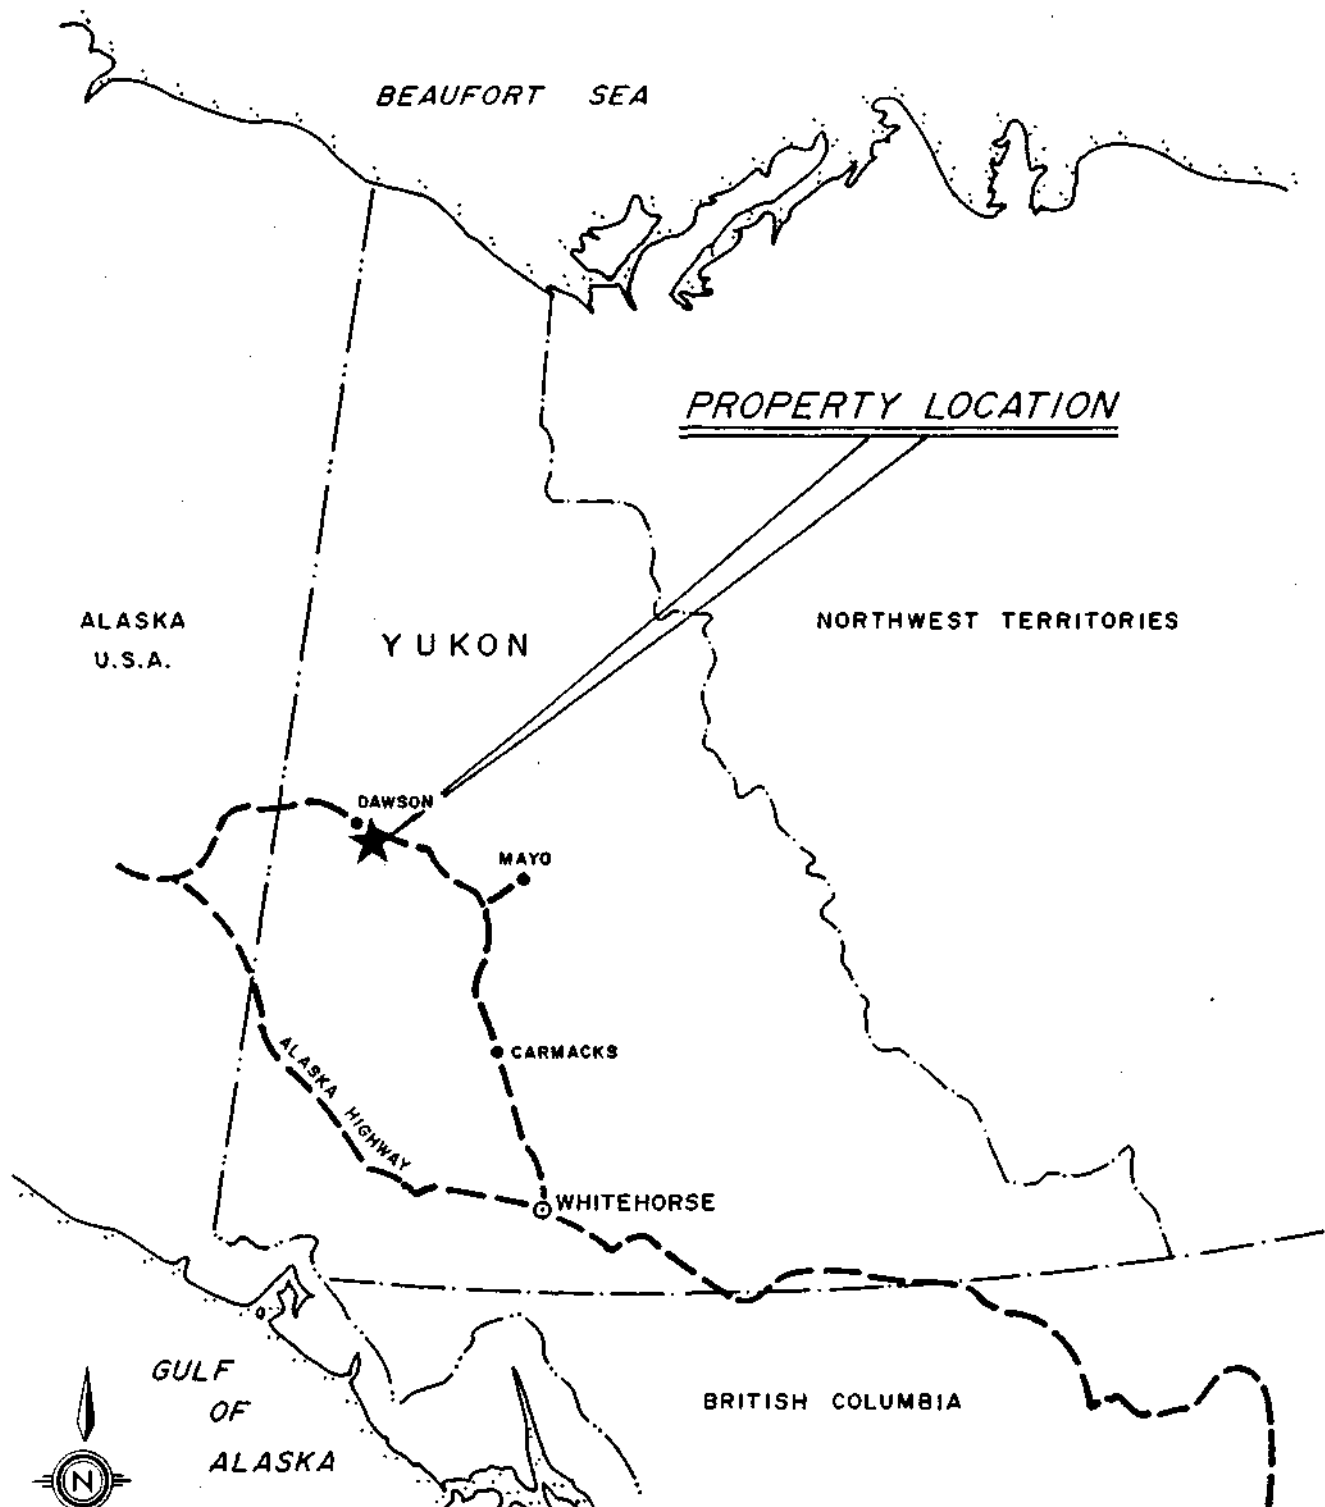 BEAUFORT SEA
PROPERTY LOCATION
ALASKA
U.S.A.
YUKON
NORTHWEST TERRITORIES
DAWSON
MAYO
CARMACKS
ALASKA HIGHWAY
WHITEHORSE
GULF
OF
ALASKA
BRITISH COLUMBIA
N